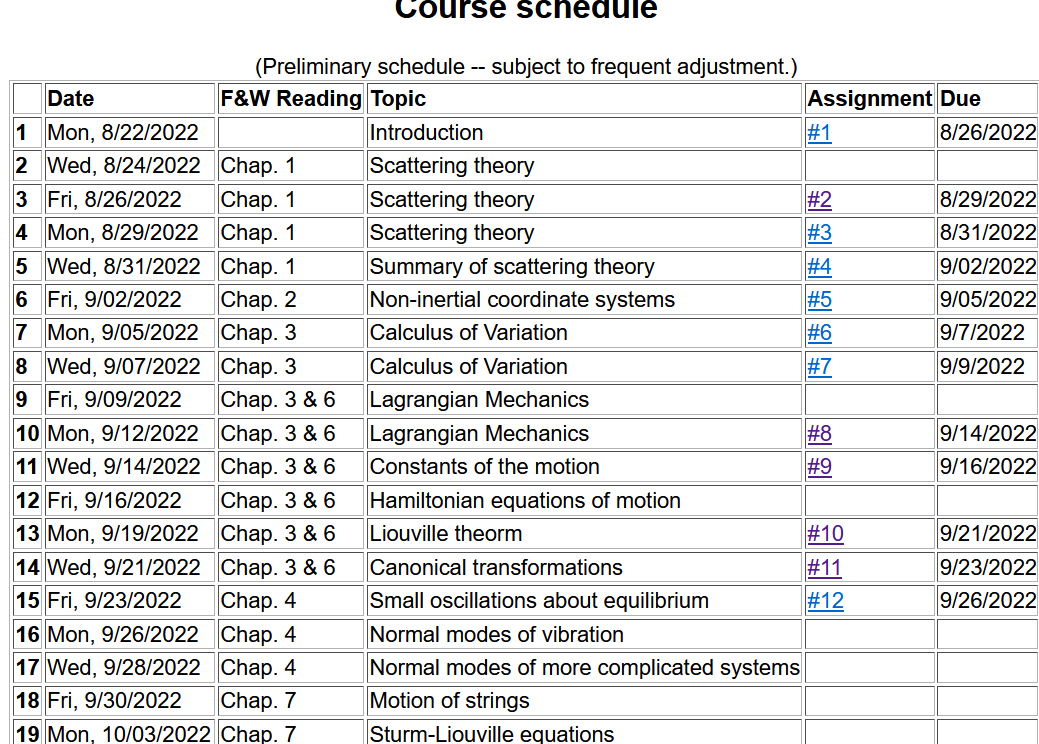 Course schedule
(Preliminary schedule -- subject to frequent adjustment.)
Date F&W Reading Topic Assignment Due
1 Mon, 8/22/2022 Introduction #1 8/26/2022
2 Wed, 8/24/2022 Chap. 1 Scattering theory
3 Fri, 8/26/2022 Chap. 1 Scattering theory #2 8/29/2022
4 Mon, 8/29/2022 Chap. 1 Scattering theory #3 8/31/2022
5 Wed, 8/31/2022 Chap. 1 Summary of scattering theory #4 9/02/2022
6 Fri, 9/02/2022 Chap. 2 Non-inertial coordinate systems #5 9/05/2022
7 Mon, 9/05/2022 Chap. 3 Calculus of Variation #6 9/7/2022
8 Wed, 9/07/2022 Chap. 3 Calculus of Variation #7 9/9/2022
9 Fri, 9/09/2022 Chap. 3 & 6 Lagrangian Mechanics
10 Mon, 9/12/2022 Chap. 3 & 6 Lagrangian Mechanics #8 9/14/2022
11 Wed, 9/14/2022 Chap. 3 & 6 Constants of the motion #9 9/16/2022
12 Fri, 9/16/2022 Chap. 3 & 6 Hamiltonian equations of motion
13 Mon, 9/19/2022 Chap. 3 & 6 Liouville theorm #10 9/21/2022
14 Wed, 9/21/2022 Chap. 3 & 6 Canonical transformations #11 9/23/2022
15 Fri, 9/23/2022 Chap. 4 Small oscillations about equilibrium #12 9/26/2022
16 Mon, 9/26/2022 Chap. 4 Normal modes of vibration
17 Wed, 9/28/2022 Chap. 4 Normal modes of more complicated systems
18 Fri, 9/30/2022 Chap. 7 Motion of strings
19 Mon, 10/03/2022 Chap. 7 Sturm-Liouville equations